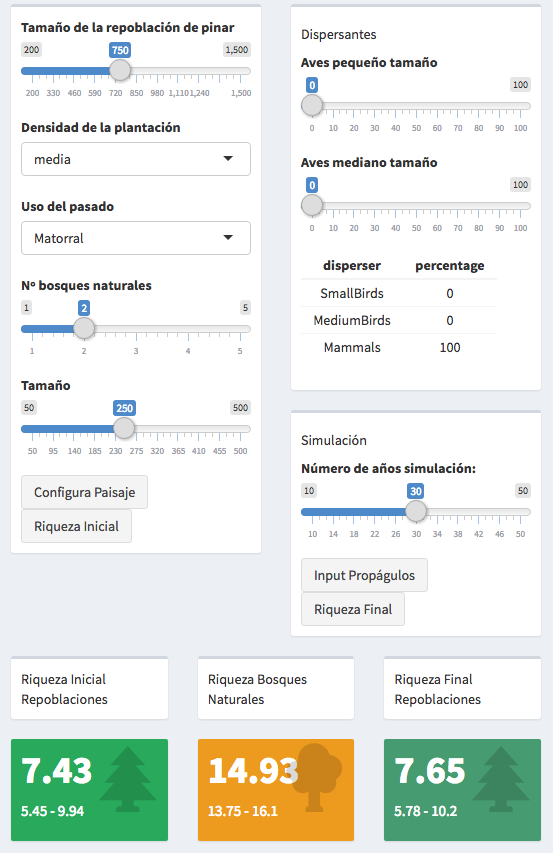 Tamaño de la repoblación de pinar
200 750 1,500
200 330 460 590 720 850 980 1,110 1,240 1,500
Densidad de la plantación
media
Uso del pasado
Matorral
Nº bosques naturales
1 2 5
1 2 3 4 5
Tamaño
50 250 500
50 95 140 185 230 275 320 365 410 455 500
Configura Paisaje
Riqueza Inicial
Dispersantes
Aves pequeño tamaño
0 100
0 10 20 30 40 50 60 70 80 90 100
Aves mediano tamaño
0 100
0 10 20 30 40 50 60 70 80 90 100
disperser percentage
SmallBirds 0
MediumBirds 0
Mammals 100
Simulación
Número de años simulación:
10 30 50
10 14 18 22 26 30 34 38 42 46 50
Input Propágulos
Riqueza Final
Riqueza Inicial
Repoblaciones
Riqueza Bosques
Naturales
Riqueza Final
Repoblaciones
7.43
5.45 - 9.94
14.93
13.75 - 16.1
7.65
5.78 - 10.2